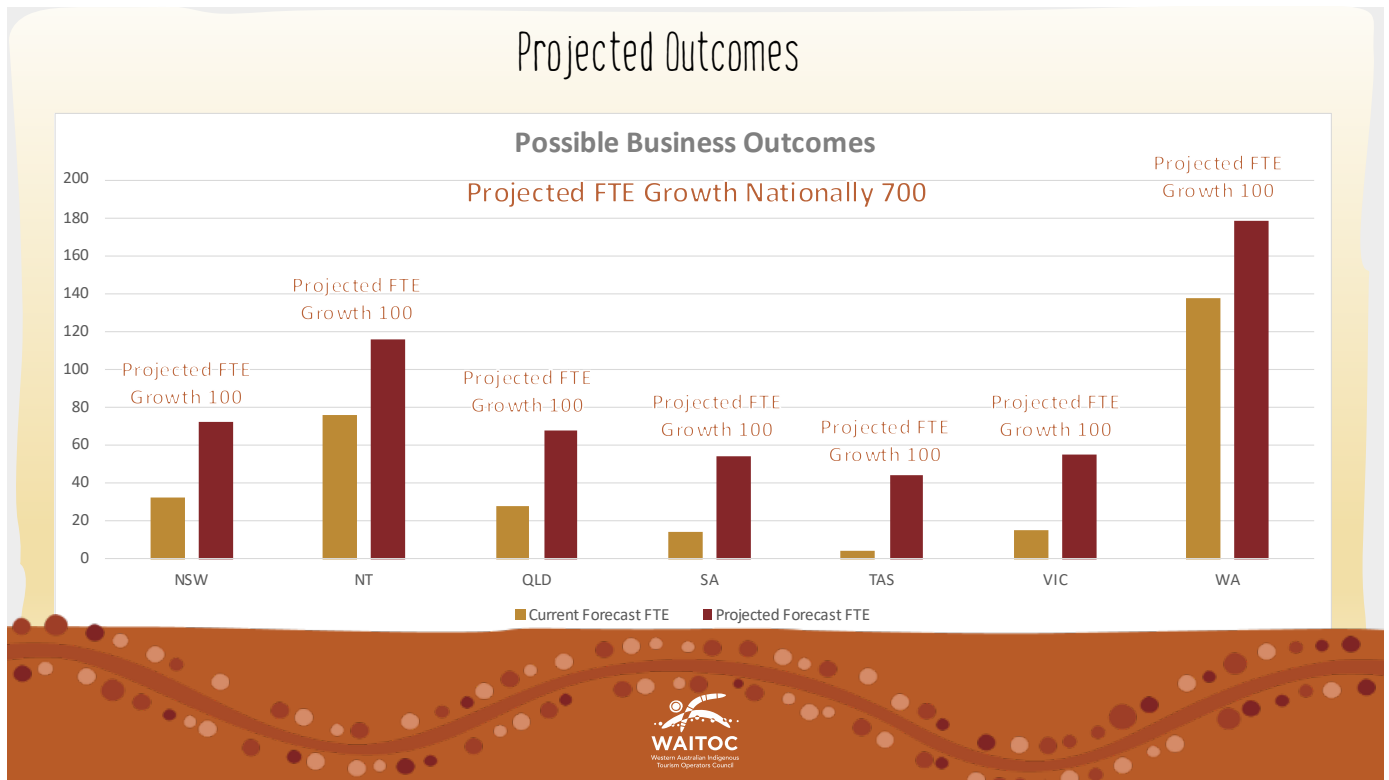 Projected Outcomes
Possible Business Outcomes
Projected FTE Growth Nationally 700
200
180
160
140
120
100
80
60
40
20
0
Projected FTE
Growth 100
Projected FTE
Growth 100
Projected FTE
Growth 100
Projected FTE
Growth 100
Projected FTE
Growth 100
Projected FTE
Growth 100
Projected FTE
Growth 100
NSW NT QLD SA TAS VIC WA
Current Forecast FTE Projected Forecast FTE
WAITOC
Western Australian Indigenous
Tourism Operators Council